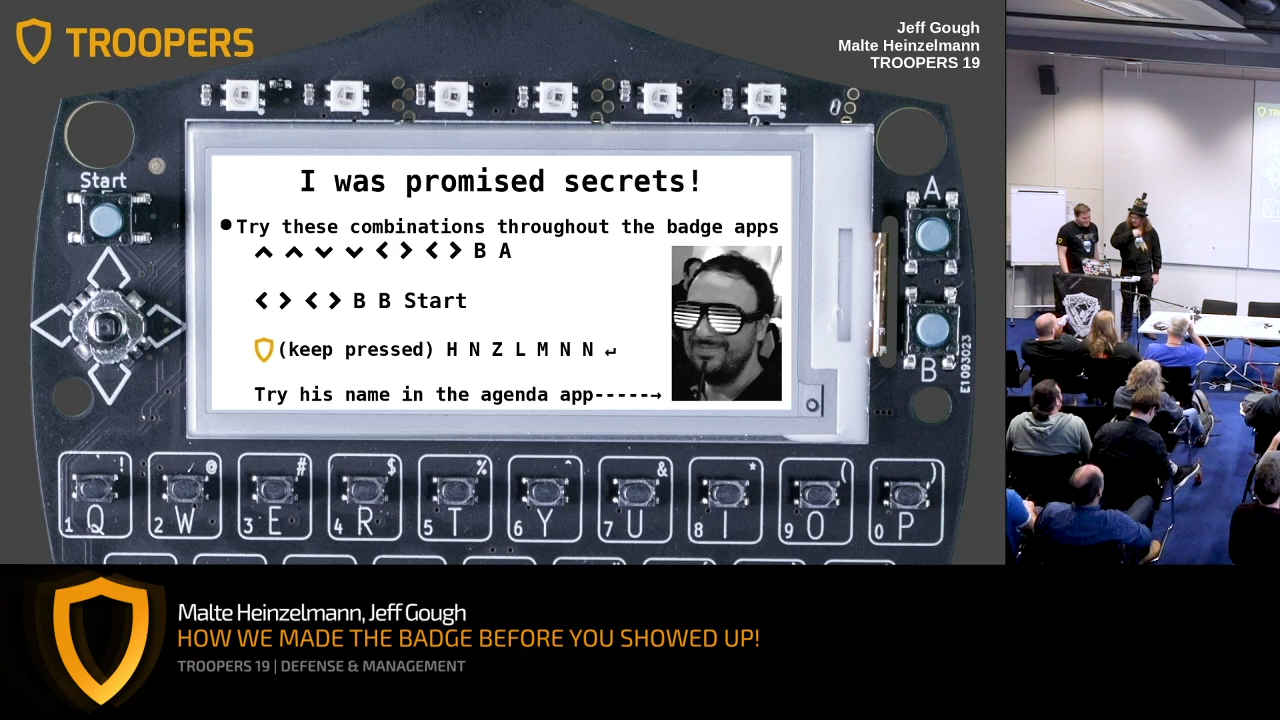 TROOPERS
Jeff Gough
Malte Heinzelmann
TROOPERS 19
Start
A
B
E1093023
I was promised secrets!
● Try these combinations throughout the badge apps
^ ^ ⌄ ⌄ < > < > B A
< > < > B B Start
(keep pressed) H N Z L M N N ↵
Try his name in the agenda app-----→
! @ # $ % ^ & * ( )
1 Q 2 W 3 E 4 R 5 T 6 Y 7 U 8 I 9 O 0 P
TROOPERS
Malte Heinzelmann, Jeff Gough
HOW WE MADE THE BADGE BEFORE YOU SHOWED UP!
TROOPERS 19 | DEFENSE & MANAGEMENT